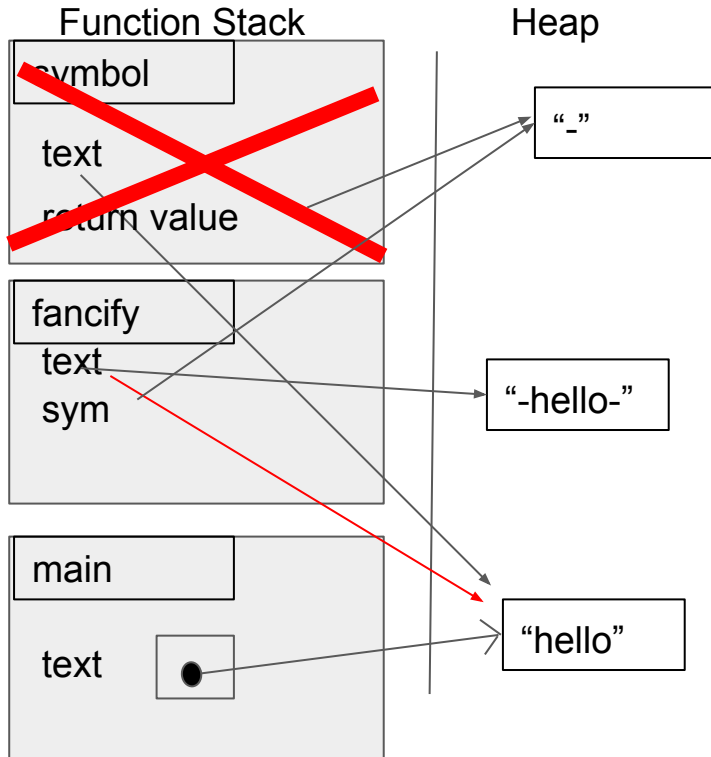 Function Stack
Heap
symbol
text
return value
“-”
fancify
text
sym
“-hello-”
main
text
“hello”